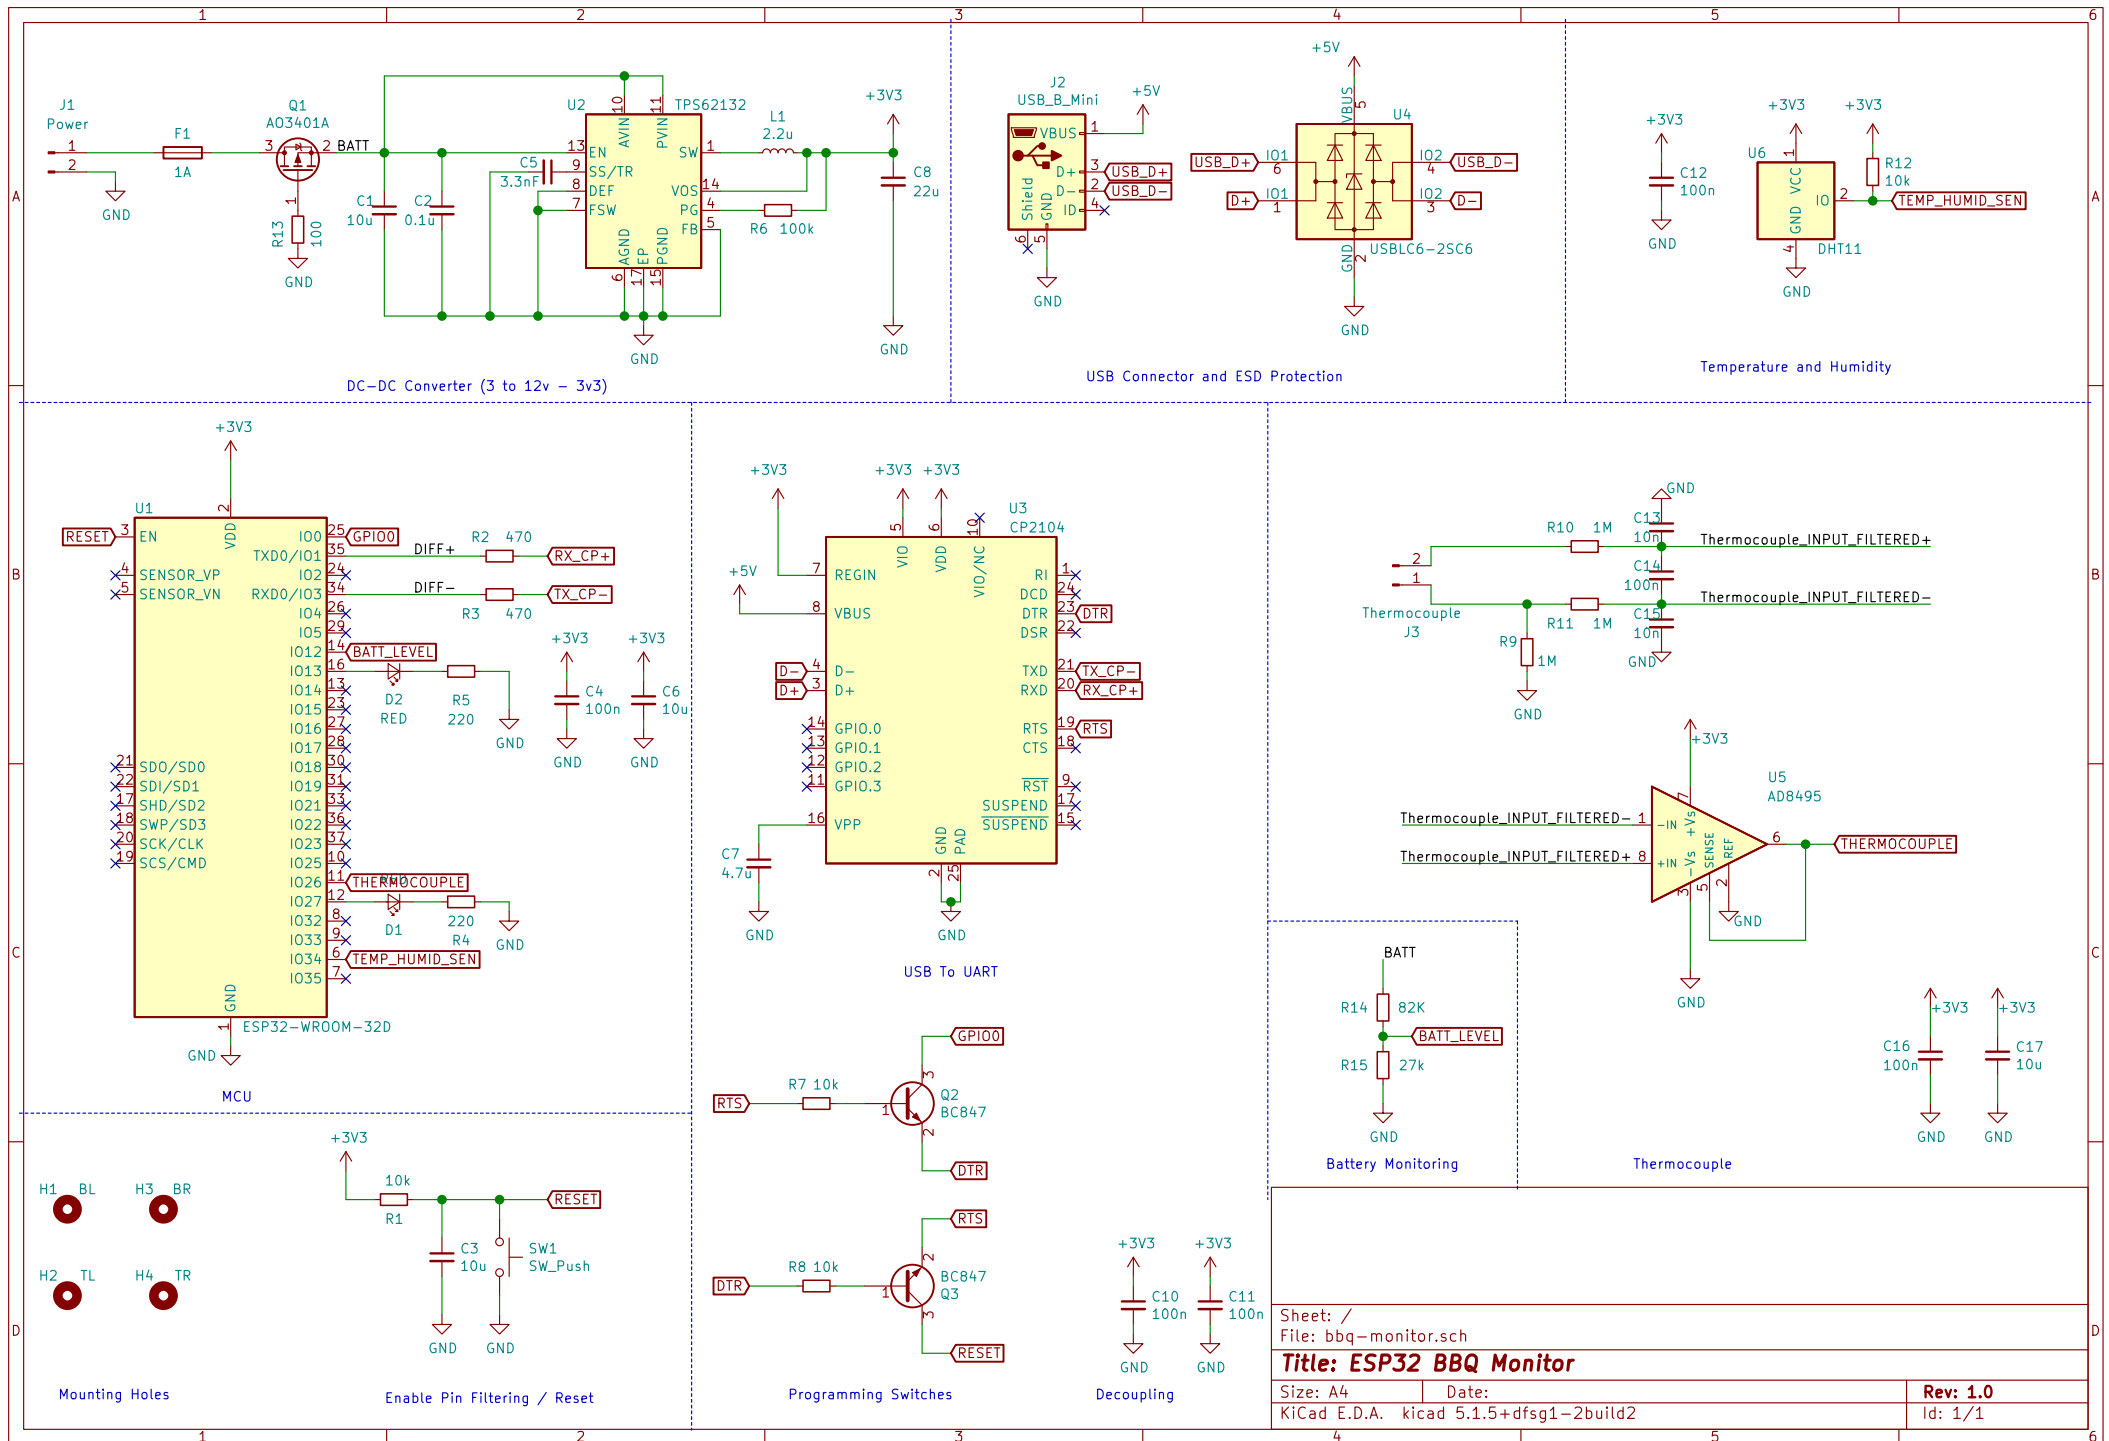 1 2 3 4 5 6
A A
B B
C C
D D
J1
Power
1
2
GND
F1
1A
Q1
AO3401A
3 2 BATT
1
R13 100
GND
C1
10u
C2
0.1u
C5
3.3nF
U2 TPS62132
10 11
AVIN PVIN
13 EN
9 SS/TR
8 DEF
7 FSW
SW 1
VOS 14
PG 4
FB 5
AGND EP PGND
6 17 15
GND
L1
2.2u
R6 100k
+3V3
C8
22u
GND
DC-DC Converter (3 to 12v - 3v3)
J2
USB_B_Mini
VBUS 1
+5V
D+ 3 USB_D+
D- 2 USB_D-
ID 4
Shield GND
6 5
GND
+5V
VBUS 5
U4
USB_D+ IO1 6
D+ IO1 1
IO2 4 USB_D-
IO2 3 D-
USBLC6-2SC6
GND 2
GND
USB Connector and ESD Protection
+3V3
C12
100n
GND
+3V3
U6
1
VCC
IO 2
GND
4
DHT11
GND
+3V3
R12
10k
TEMP_HUMID_SEN
Temperature and Humidity
+3V3
U1
2
VDD
RESET 3 EN
4 SENSOR_VP
5 SENSOR_VN
21 SDO/SD0
22 SDI/SD1
17 SHD/SD2
18 SWP/SD3
20 SCK/CLK
19 SCS/CMD
IO0 25 GPIO0
TXD0/IO1 35 DIFF+ R2 470 RX_CP+
IO2 24
RXD0/IO3 34 DIFF- R3 470 TX_CP-
IO4 26
IO5 29
IO12 14 BATT_LEVEL
IO13 16
D2
RED
R5
220
GND
IO14 13
IO15 23
IO16 27
IO17 28
IO18 30
IO19 31
IO21 33
IO22 36
IO23 37
IO25 10
IO26 11 THERMOCOUPLE
IO27 12
D1
220
R4
GND
IO32 8
IO33 9
IO34 6 TEMP_HUMID_SEN
IO35 7
GND
1
ESP32-WROOM-32D
GND
+3V3
C4
100n
GND
+3V3
C6
10u
GND
MCU
+3V3
+3V3 +3V3
U3
CP2104
5 6 10
VIO VDD VIO/NC
7 REGIN
+5V
8 VBUS
D- 4 D-
D+ 3 D+
14 GPIO.0
13 GPIO.1
12 GPIO.2
11 GPIO.3
16 VPP
RI 1
DCD 24
DTR 23 DTR
DSR 22
TXD 21 TX_CP-
RXD 20 RX_CP+
RTS 19 RTS
CTS 18
RST 9
SUSPEND 17
SUSPEND 15
GND PAD
2 25
GND
C7
4.7u
GND
USB To UART
2
1
Thermocouple
J3
R10 1M
R11 1M
R9
1M
GND
GND
C13
10n
C14
100n
C15
10n
GND
Thermocouple_INPUT_FILTERED+
Thermocouple_INPUT_FILTERED-
+3V3
U5
AD8495
Thermocouple_INPUT_FILTERED- 1 -IN
Thermocouple_INPUT_FILTERED+ 8 +IN
7 +Vs
-Vs 3
SENSE 5
REF 2
6 THERMOCOUPLE
GND
GND
+3V3
C16
100n
GND
+3V3
C17
10u
GND
Thermocouple
BATT
R14 82K
BATT_LEVEL
R15 27k
GND
Battery Monitoring
H1 BL
H3 BR
H2 TL
H4 TR
Mounting Holes
+3V3
10k
R1
RESET
C3
10u
SW1
SW_Push
GND GND
Enable Pin Filtering / Reset
GPIO0
RTS R7 10k 1 3 2
Q2
BC847
DTR
RTS
DTR R8 10k 1 2 3
BC847
Q3
RESET
Programming Switches
+3V3
C10
100n
GND
+3V3
C11
100n
GND
Decoupling
Sheet: /
File: bbq-monitor.sch
Title: ESP32 BBQ Monitor
Size: A4 Date: Rev: 1.0
KiCad E.D.A. kicad 5.1.5+dfsg1-2build2 Id: 1/1
1 2 3 4 5 6